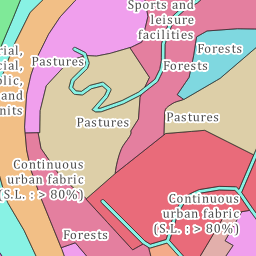 Sports and
leisure
facilities
Forests
rial,
cial,
blic,
and
nits
Pastures
Forests
Pastures
Pastures
Continuous
urban fabric
(S.L. : > 80%)
Continuous
urban fabric
(S.L. : > 80%)
Forests